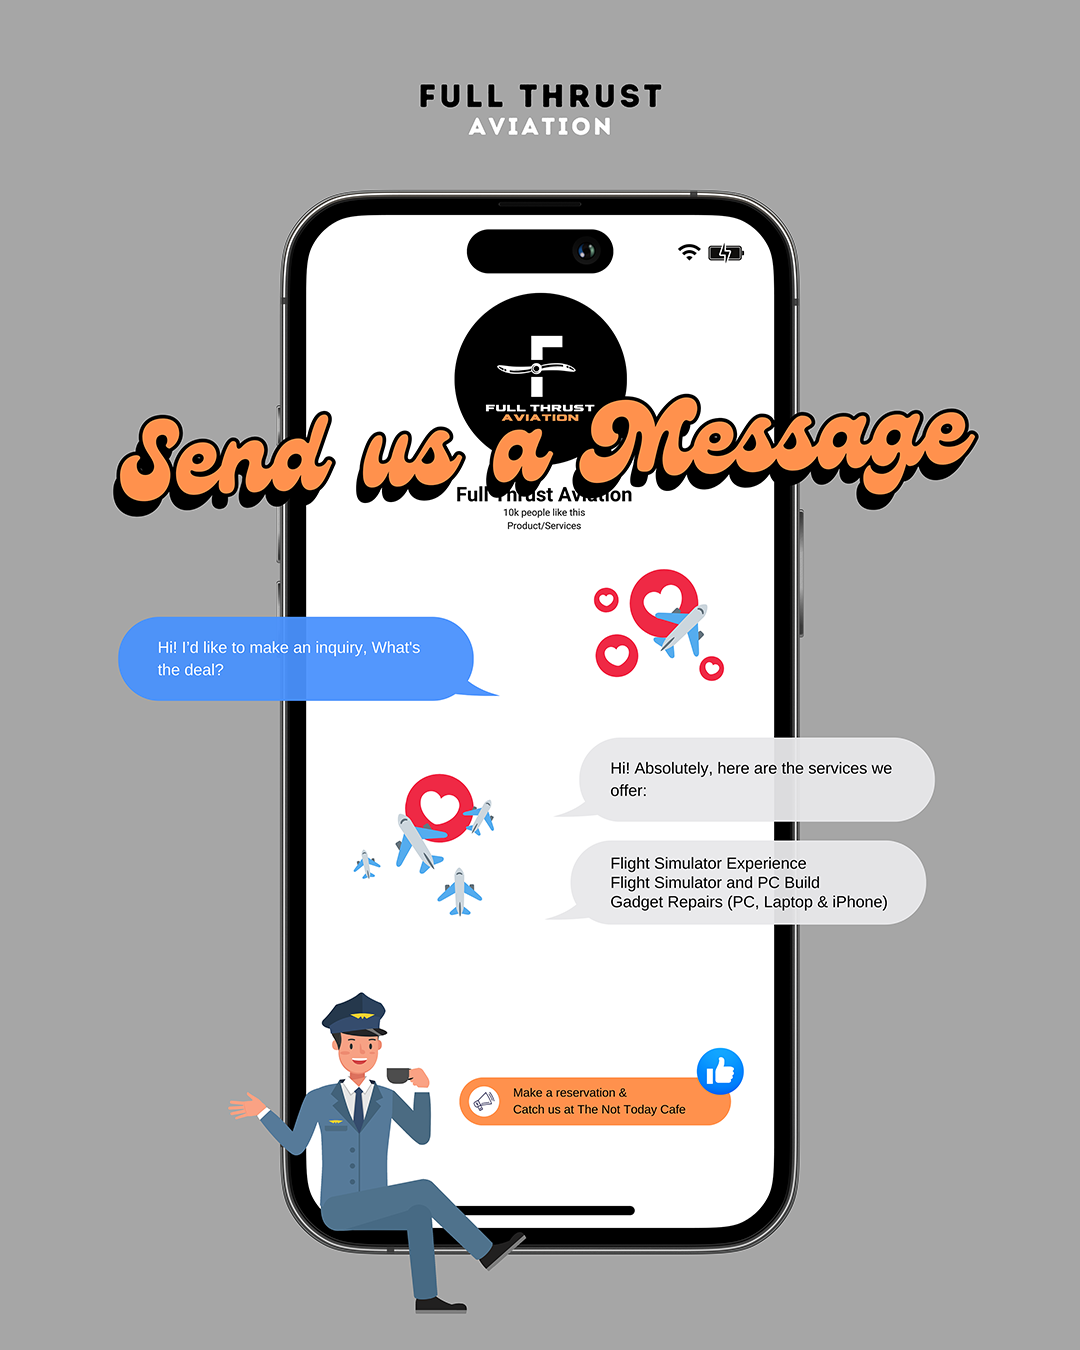 FULL THRUST
AVIATION
FULL THRUST
AVIATION
Send us a Message
Full Thrust Aviation
10k people like this
Product/Services
Hi! I'd like to make an inquiry, What's
the deal?
Hi! Absolutely, here are the services we
offer:
Flight Simulator Experience
Flight Simulator and PC Build
Gadget Repairs (PC, Laptop & iPhone)
Make a reservation &
Catch us at The Not Today Cafe